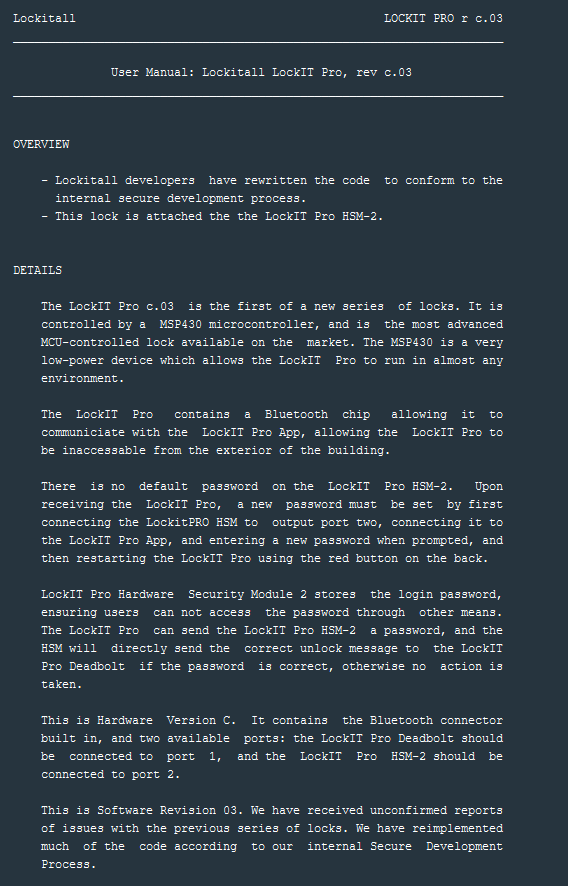 Lockitall LOCKIT PRO r c.03
User Manual: Lockitall LockIT Pro, rev c.03
OVERVIEW
- Lockitall developers have rewritten the code to conform to the
internal secure development process.
- This lock is attached the the LockIT Pro HSM-2.
DETAILS
The LockIT Pro c.03 is the first of a new series of locks. It is
controlled by a MSP430 microcontroller, and is the most advanced
MCU-controlled lock available on the market. The MSP430 is a very
low-power device which allows the LockIT Pro to run in almost any
environment.
The LockIT Pro contains a Bluetooth chip allowing it to
communiciate with the LockIT Pro App, allowing the LockIT Pro to
be inaccessable from the exterior of the building.
There is no default password on the LockIT Pro HSM-2. Upon
receiving the LockIT Pro, a new password must be set by first
connecting the LockitPRO HSM to output port two, connecting it to
the LockIT Pro App, and entering a new password when prompted, and
then restarting the LockIT Pro using the red button on the back.
LockIT Pro Hardware Security Module 2 stores the login password,
ensuring users can not access the password through other means.
The LockIT Pro can send the LockIT Pro HSM-2 a password, and the
HSM will directly send the correct unlock message to the LockIT
Pro Deadbolt if the password is correct, otherwise no action is
taken.
This is Hardware Version C. It contains the Bluetooth connector
built in, and two available ports: the LockIT Pro Deadbolt should
be connected to port 1, and the LockIT Pro HSM-2 should be
connected to port 2.
This is Software Revision 03. We have received unconfirmed reports
of issues with the previous series of locks. We have reimplemented
much of the code according to our internal Secure Development
Process.